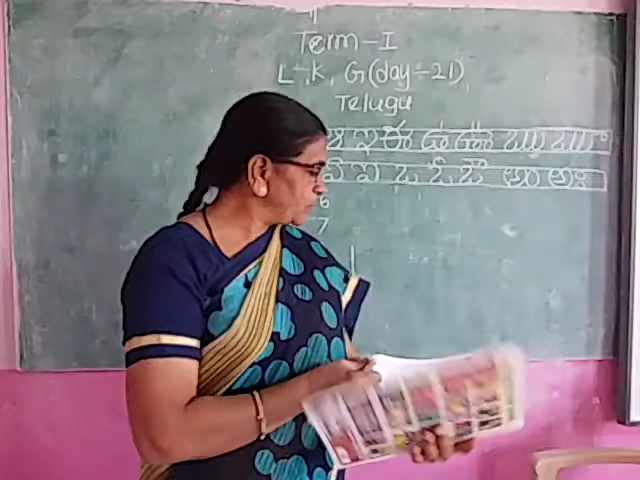 Term-I
L.K.G(day-21)
Telugu
ఇ ఈ ఉ ఊ ఋ ౠ
ఏ ఐ ఒ ఓ ఔ అం అః
6
7